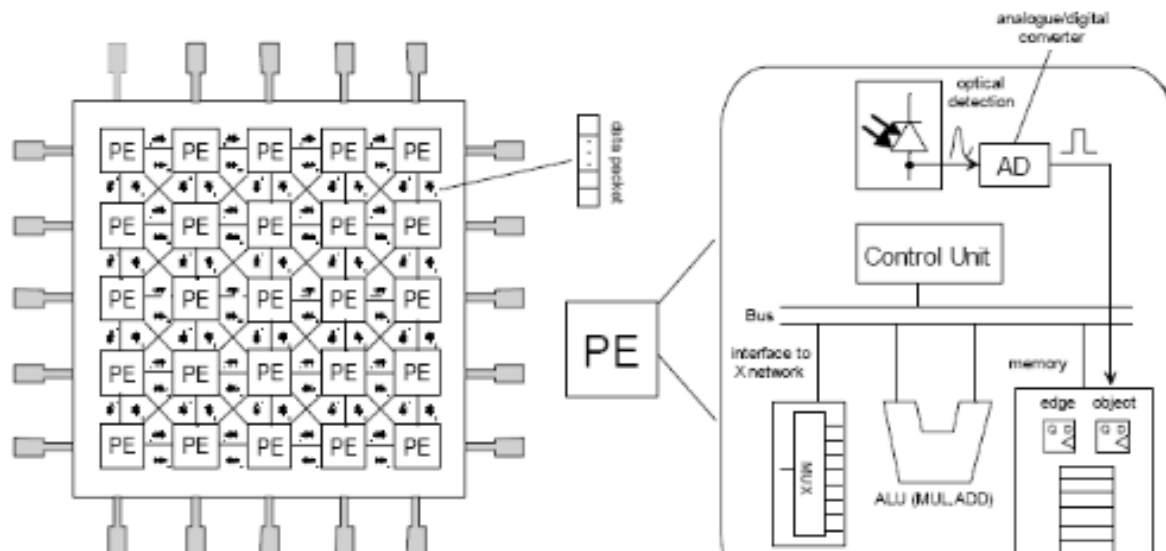 analogue/digital
converter
optical
detection
data packet
PE PE PE PE PE
PE PE PE PE PE
PE PE PE PE PE
PE PE PE PE PE
PE PE PE PE PE
AD
Control Unit
Bus
PE
interface to
X network
memory
edge object
MUX
ALU (MUL,ADD)